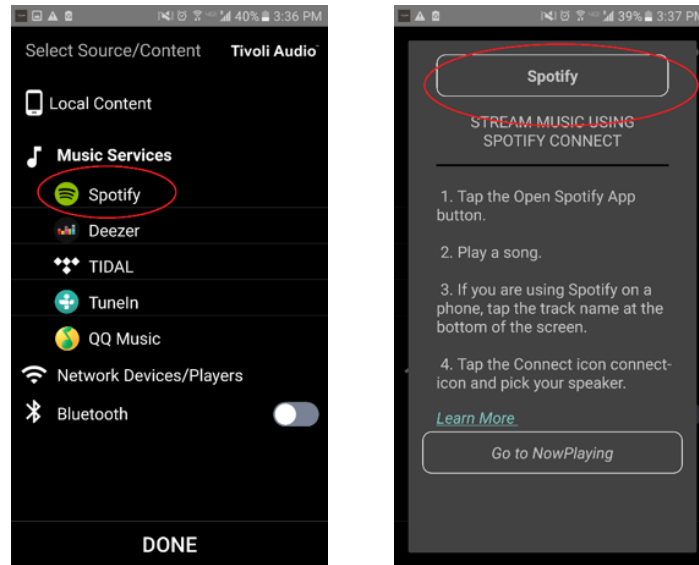 40% 3:36 PM
Select Source/Content Tivoli Audio
Local Content
Music Services
Spotify
Deezer
TIDAL
TuneIn
QQ Music
Network Devices/Players
Bluetooth
DONE
39% 3:37 PM
Spotify
STREAM MUSIC USING
SPOTIFY CONNECT
1. Tap the Open Spotify App
button.
2. Play a song.
3. If you are using Spotify on a
phone, tap the track name at the
bottom of the screen.
4. Tap the Connect icon connect-
icon and pick your speaker.
Learn More
Go to NowPlaying